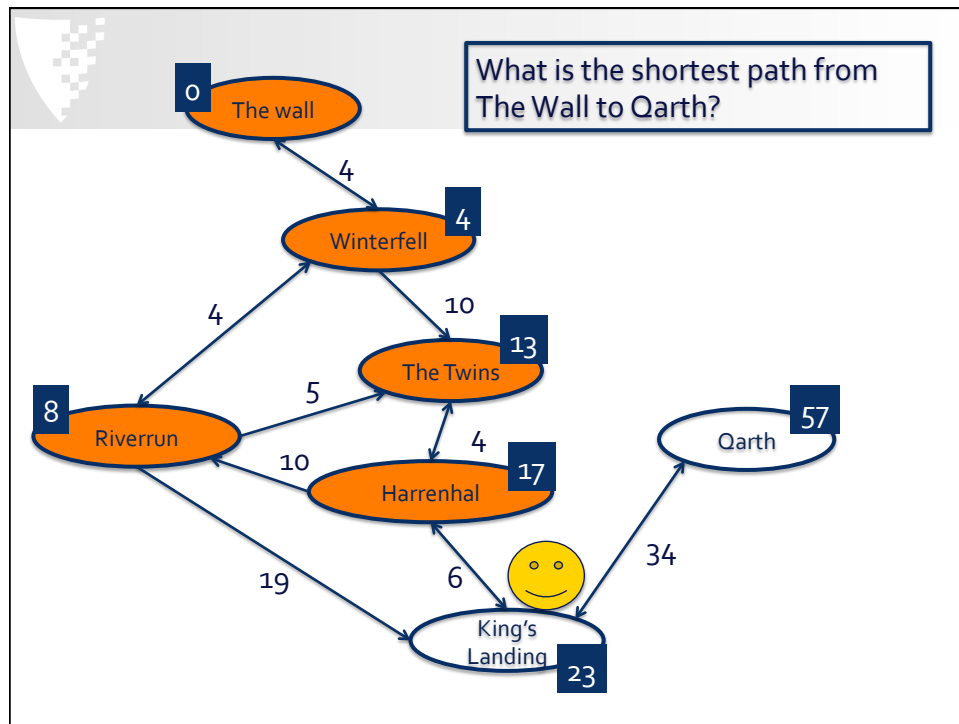 What is the shortest path from
The Wall to Qarth?
0
The wall
4
4
Winterfell
4
10
13
The Twins
8
5
57
Riverrun
Qarth
10
4
17
Harrenhal
19
6
34
King's
Landing
23